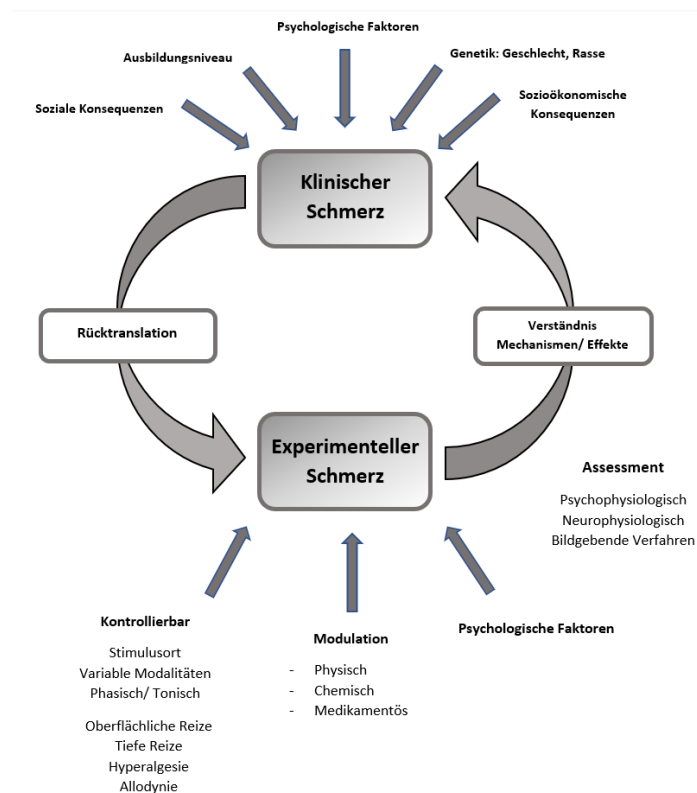 Psychologische Faktoren
Ausbildungsniveau
Genetik: Geschlecht, Rasse
Soziale Konsequenzen
Sozioökonomische
Konsequenzen
Klinischer
Schmerz
Rücktranslation
Verständnis
Mechanismen/ Effekte
Experimenteller
Schmerz
Assessment
Psychophysiologisch
Neurophysiologisch
Bildgebende Verfahren
Kontrollierbar
Stimulusort
Variable Modalitäten
Phasisch/ Tonisch
Oberflächliche Reize
Tiefe Reize
Hyperalgesie
Allodynie
Modulation
- Physisch
- Chemisch
- Medikamentös
Psychologische Faktoren